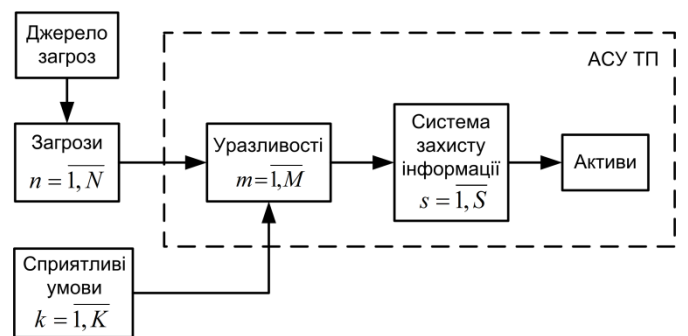 Джерело
загроз
АСУ ТП
Загрози
n = 1, N
Уразливості
m=1,M
Система
захисту
інформації
s = 1, S
Активи
Сприятливі
умови
k = 1, K